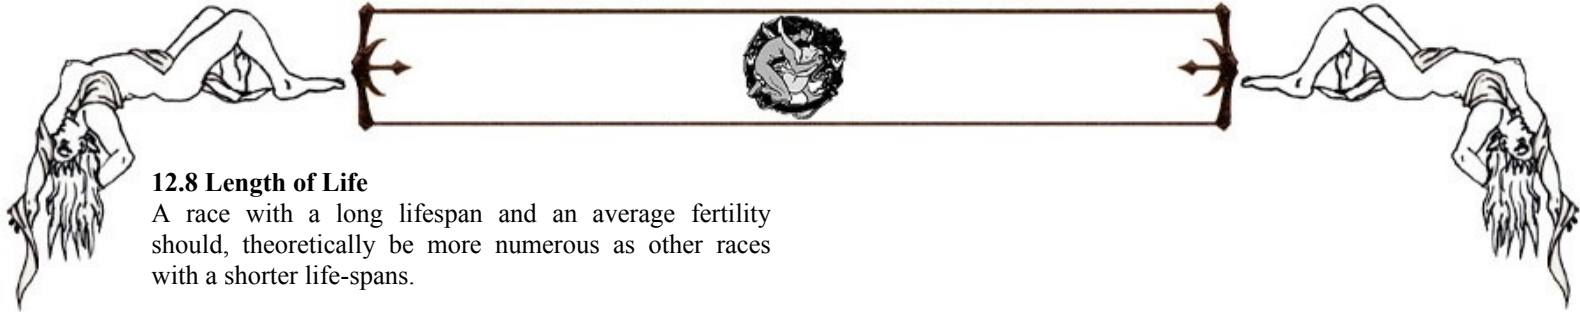 12.8 Length of Life
A race with a long lifespan and an average fertility
should, theoretically be more numerous as other races
with a shorter life-spans.